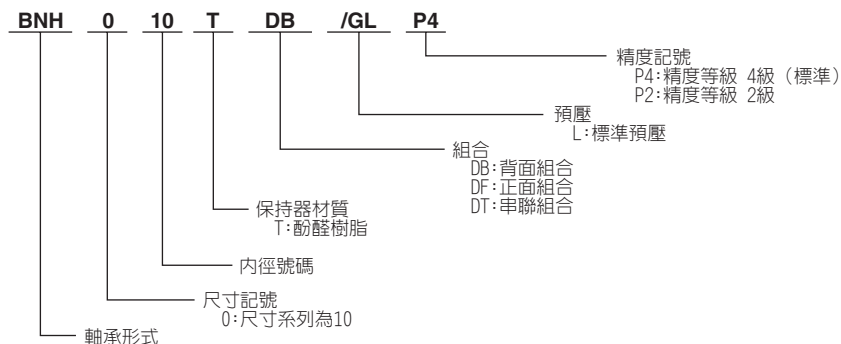 BNH 0 10 T DB /GL P4
精度記號
P4:精度等級 4級（標準）
P2:精度等級 2級
預壓
L:標準預壓
組合
DB:背面組合
DF:正面組合
DT:串聯組合
保持器材質
T:酚醛樹脂
内徑號碼
尺寸記號
0:尺寸系列為10
軸承形式